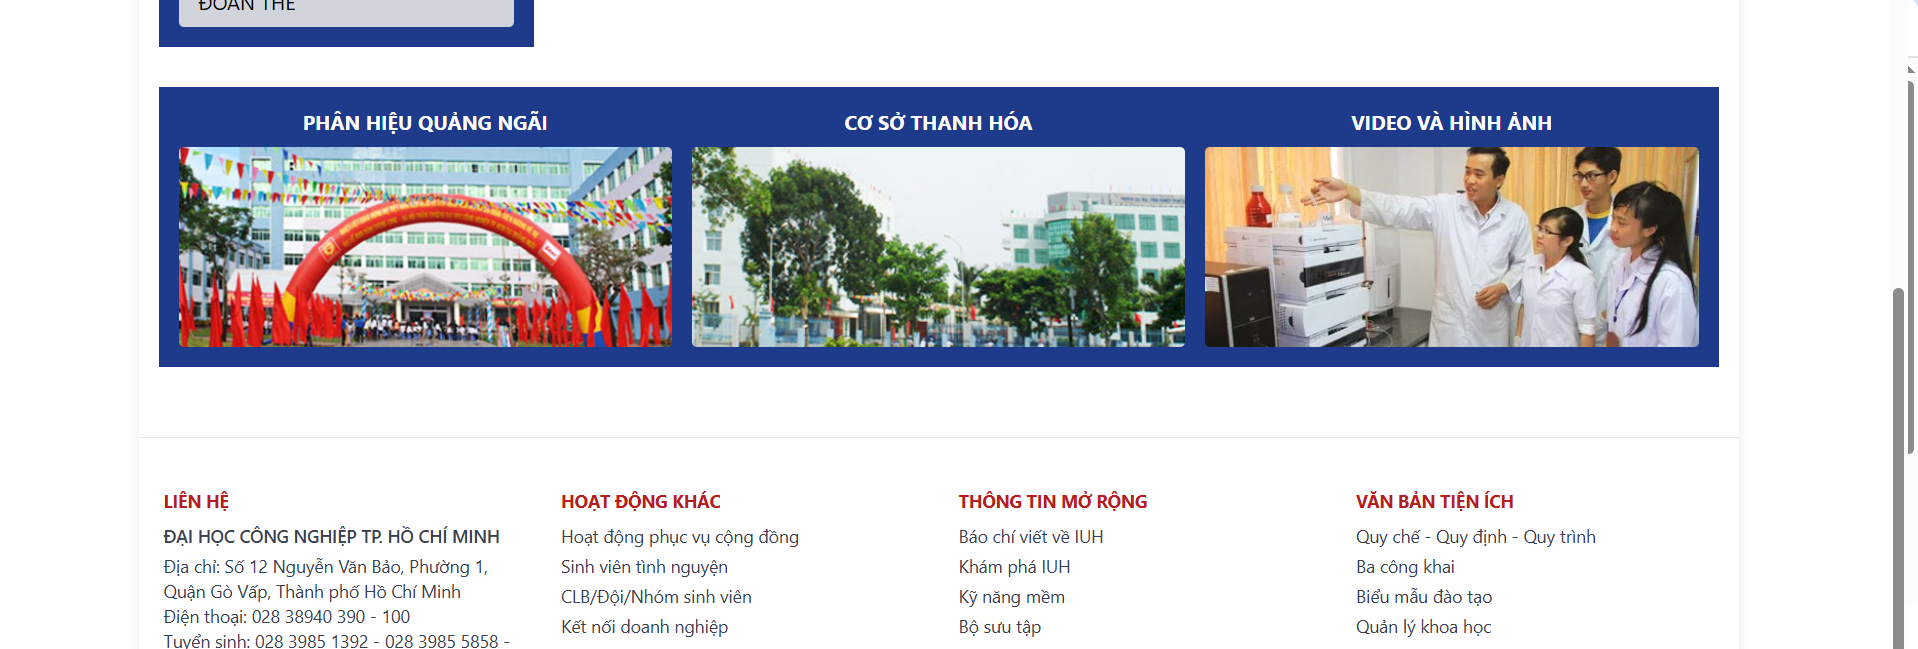 ĐOÀN THỂ
PHÂN HIỆU QUẢNG NGÃI
CƠ SỞ THANH HÓA
VIDEO VÀ HÌNH ẢNH
LIÊN HỆ
ĐẠI HỌC CÔNG NGHIỆP TP. HỒ CHÍ MINH
Địa chỉ: Số 12 Nguyễn Văn Bảo, Phường 1,
Quận Gò Vấp, Thành phố Hồ Chí Minh
Điện thoại: 028 38940 390 - 100
Tuyển sinh: 028 3985 1392 - 028 3985 5858 -
HOẠT ĐỘNG KHÁC
Hoạt động phục vụ cộng đồng
Sinh viên tình nguyện
CLB/Đội/Nhóm sinh viên
Kết nối doanh nghiệp
THÔNG TIN MỞ RỘNG
Báo chí viết về IUH
Khám phá IUH
Kỹ năng mềm
Bộ sưu tập
VĂN BẢN TIỆN ÍCH
Quy chế - Quy định - Quy trình
Ba công khai
Biểu mẫu đào tạo
Quản lý khoa học